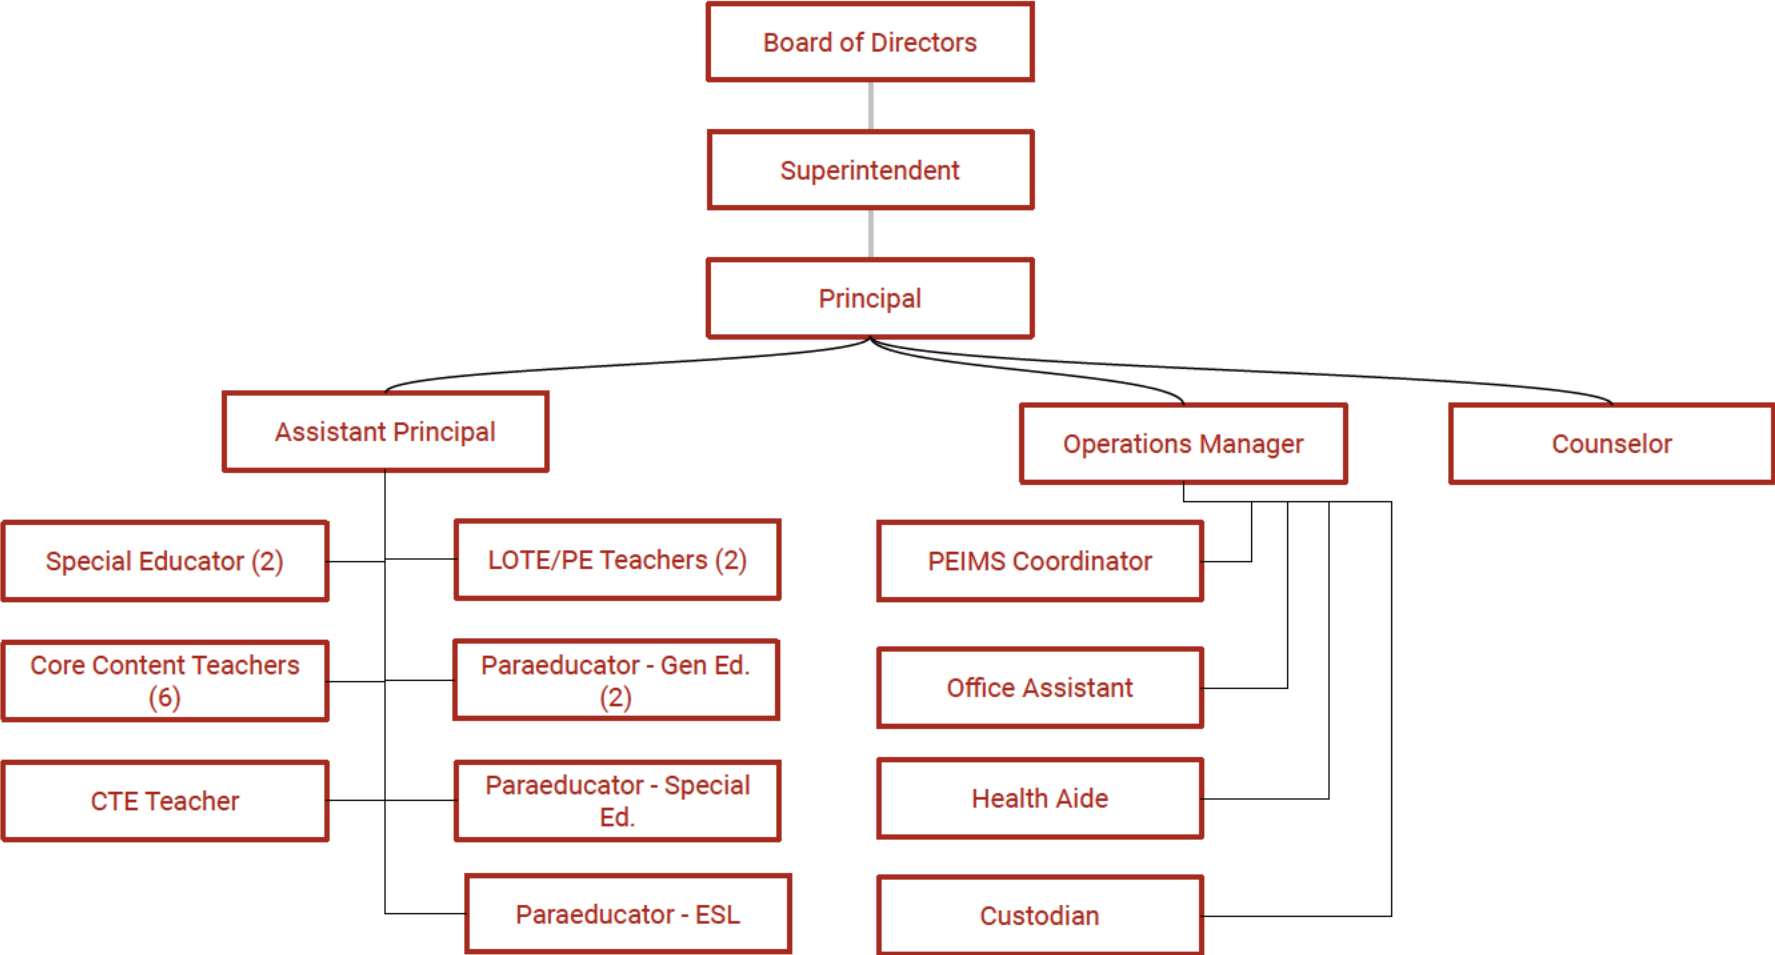 Board of Directors
Superintendent
Principal
Assistant Principal
Operations Manager
Counselor
Special Educator (2)
LOTE/PE Teachers (2)
PEIMS Coordinator
Core Content Teachers
(6)
Paraeducator - Gen Ed.
(2)
Office Assistant
CTE Teacher
Paraeducator - Special
Ed.
Health Aide
Paraeducator - ESL
Custodian